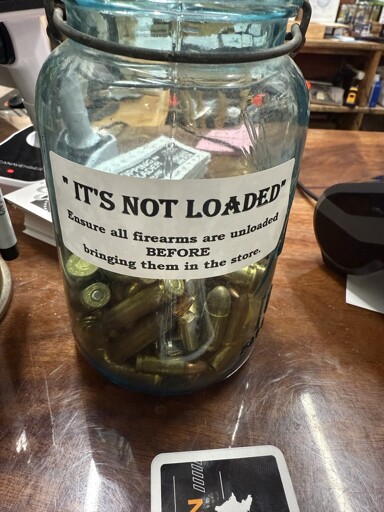 " IT'S NOT LOADED"
Ensure all firearms are unloaded
BEFORE
bringing them in the store.